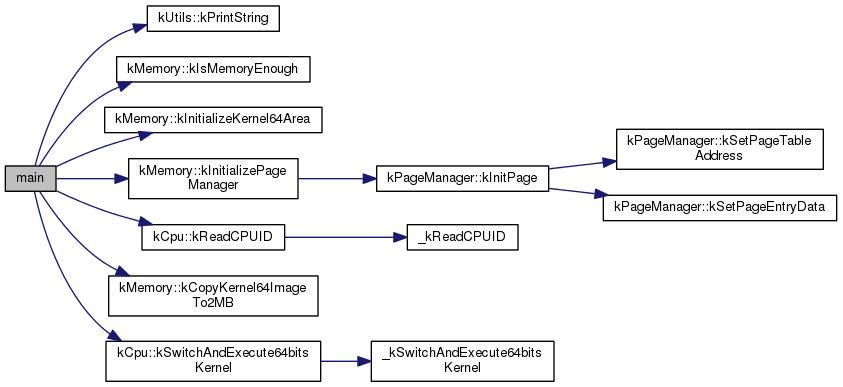 kUtils::kPrintString
kMemory::kIsMemoryEnough
kMemory::kInitializeKernel64Area
main
kMemory::kInitializePage
Manager
kPageManager::kInitPage
kPageManager::kSetPageTable
Address
kPageManager::kSetPageEntryData
kCpu::kReadCPUID
_kReadCPUID
kMemory::kCopyKernel64Image
To2MB
kCpu::kSwitchAndExecute64bits
Kernel
_kSwitchAndExecute64bits
Kernel